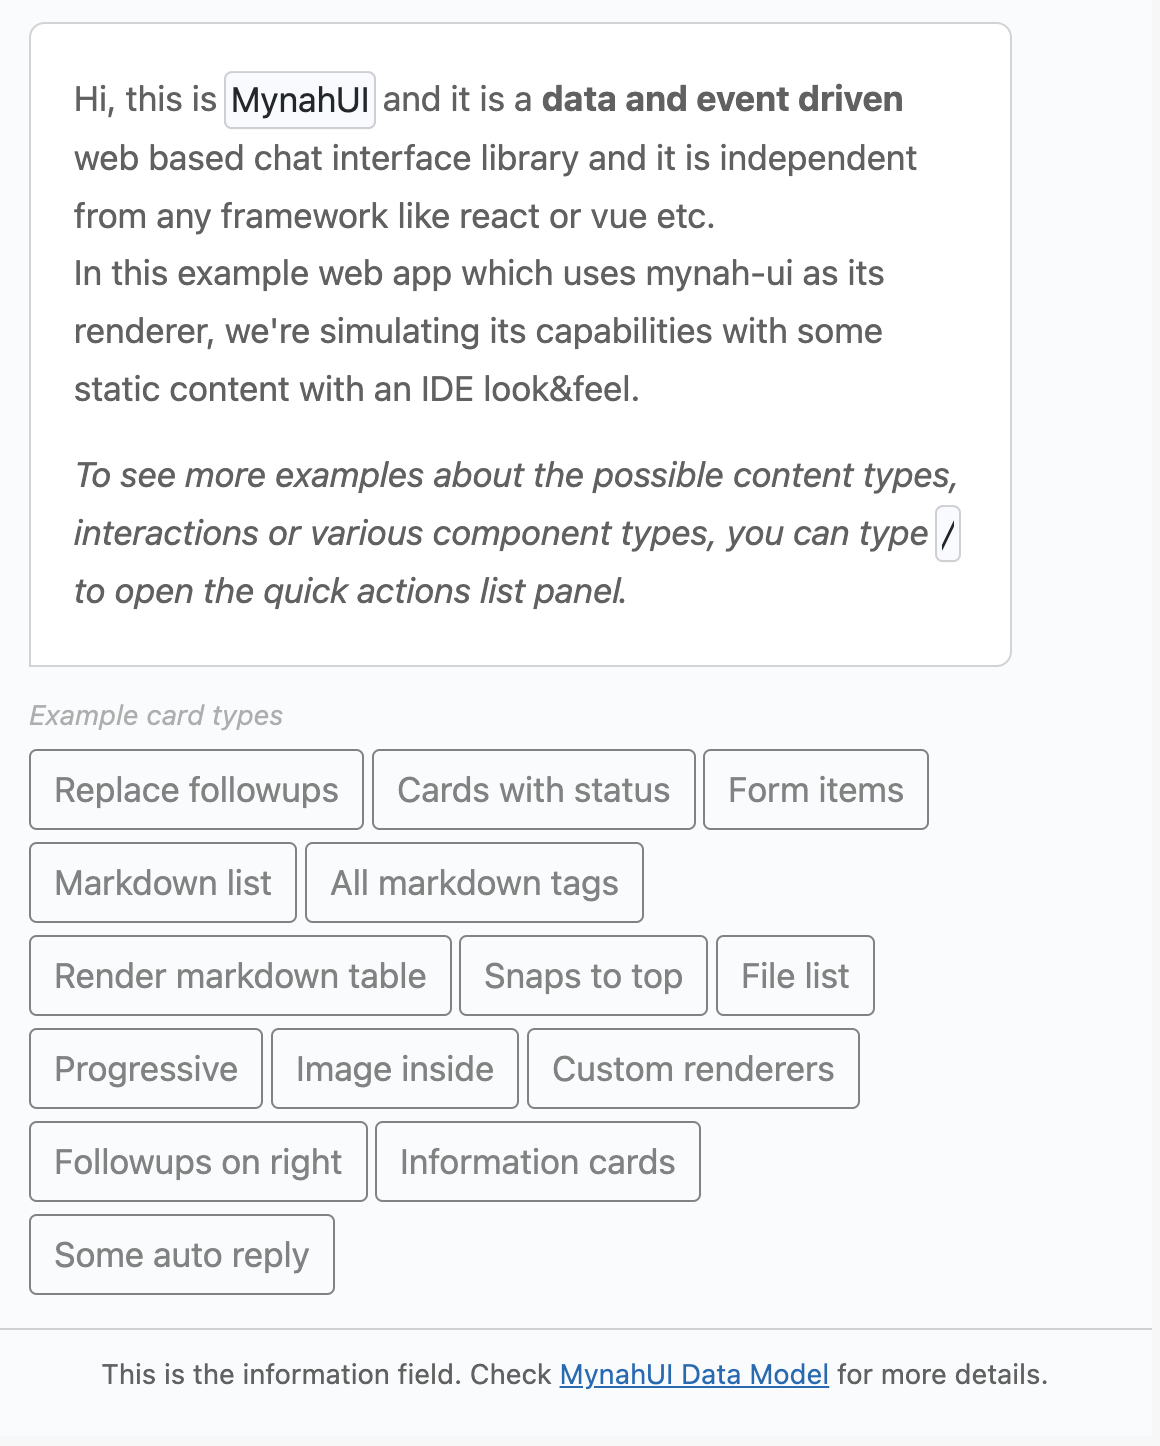 Hi, this is MynahUI and it is a data and event driven
web based chat interface library and it is independent
from any framework like react or vue etc.
In this example web app which uses mynah-ui as its
renderer, we're simulating its capabilities with some
static content with an IDE look&feel.
To see more examples about the possible content types,
interactions or various component types, you can type /
to open the quick actions list panel.
Example card types
Replace followups Cards with status Form items
Markdown list All markdown tags
Render markdown table Snaps to top File list
Progressive Image inside Custom renderers
Followups on right Information cards
Some auto reply
This is the information field. Check MynahUI Data Model for more details.